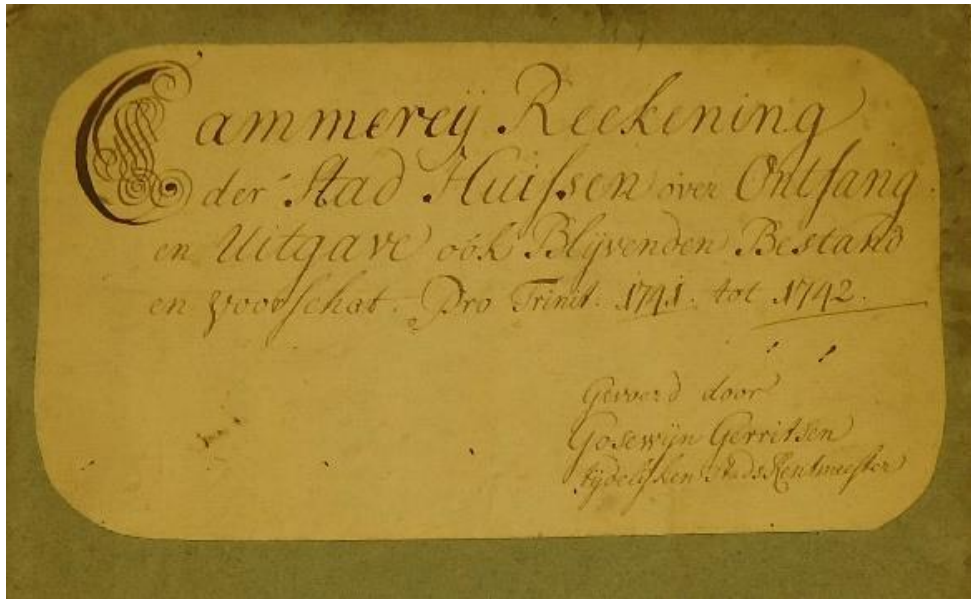 Cammereij Reekening
der Stad Huissen over Ontfang
en Uitgave oók Blijvenden Bestand
en voorschat. Pro Trinit. 1741. tot 1742.
Gevoerd door
Gosewijn Gerritsen
tijdelijken Stads Rentmeester